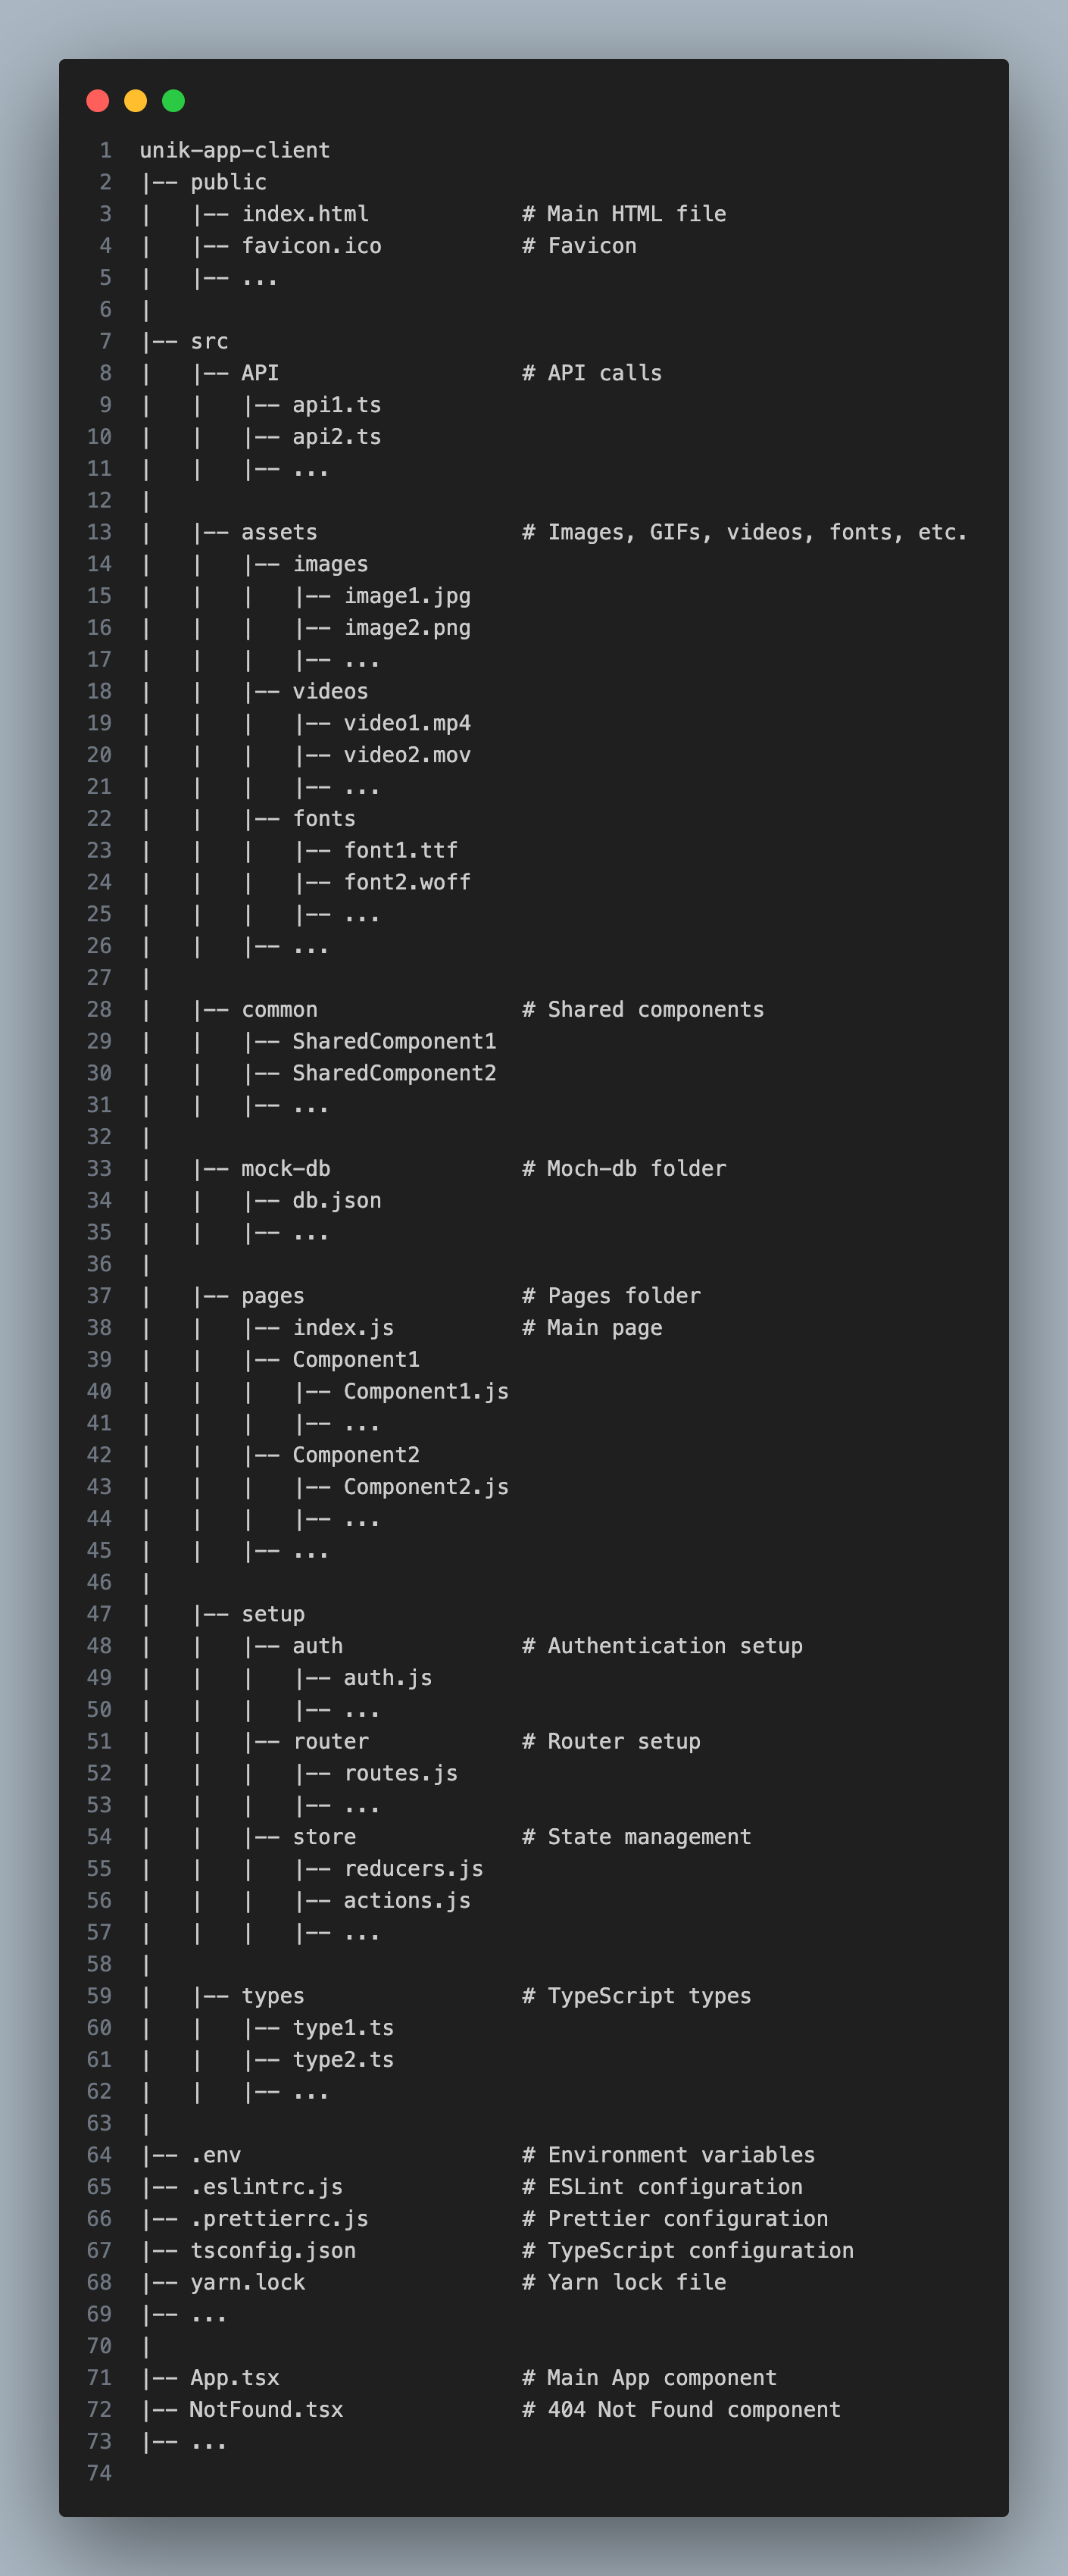 1 unik-app-client
2 |-- public
3 |   |-- index.html            # Main HTML file
4 |   |-- favicon.ico           # Favicon
5 |   |-- ...
6 |
7 |-- src
8 |   |-- API                   # API calls
9 |   |   |-- api1.ts
10 |   |   |-- api2.ts
11 |   |   |-- ...
12 |
13 |   |-- assets                # Images, GIFs, videos, fonts, etc.
14 |   |   |-- images
15 |   |   |   |-- image1.jpg
16 |   |   |   |-- image2.png
17 |   |   |   |-- ...
18 |   |   |-- videos
19 |   |   |   |-- video1.mp4
20 |   |   |   |-- video2.mov
21 |   |   |   |-- ...
22 |   |   |-- fonts
23 |   |   |   |-- font1.ttf
24 |   |   |   |-- font2.woff
25 |   |   |   |-- ...
26 |   |   |-- ...
27 |
28 |   |-- common                # Shared components
29 |   |   |-- SharedComponent1
30 |   |   |-- SharedComponent2
31 |   |   |-- ...
32 |
33 |   |-- mock-db               # Moch-db folder
34 |   |   |-- db.json
35 |   |   |-- ...
36 |
37 |   |-- pages                 # Pages folder
38 |   |   |-- index.js          # Main page
39 |   |   |-- Component1
40 |   |   |   |-- Component1.js
41 |   |   |   |-- ...
42 |   |   |-- Component2
43 |   |   |   |-- Component2.js
44 |   |   |   |-- ...
45 |   |   |-- ...
46 |
47 |   |-- setup
48 |   |   |-- auth              # Authentication setup
49 |   |   |   |-- auth.js
50 |   |   |   |-- ...
51 |   |   |-- router            # Router setup
52 |   |   |   |-- routes.js
53 |   |   |   |-- ...
54 |   |   |-- store             # State management
55 |   |   |   |-- reducers.js
56 |   |   |   |-- actions.js
57 |   |   |   |-- ...
58 |
59 |   |-- types                 # TypeScript types
60 |   |   |-- type1.ts
61 |   |   |-- type2.ts
62 |   |   |-- ...
63 |
64 |-- .env                      # Environment variables
65 |-- .eslintrc.js              # ESLint configuration
66 |-- .prettierrc.js            # Prettier configuration
67 |-- tsconfig.json             # TypeScript configuration
68 |-- yarn.lock                 # Yarn lock file
69 |-- ...
70 |
71 |-- App.tsx                   # Main App component
72 |-- NotFound.tsx              # 404 Not Found component
73 |-- ...
74